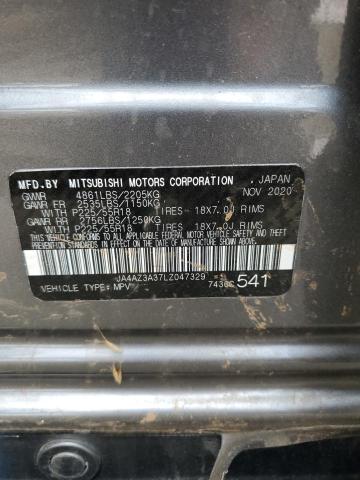 MFD.BY MITSUBISHI MOTORS CORPORATION JAPAN
GVWR 4861LBS/2205KG NOV 2020
GAWR FR 2535LBS/1150KG
WITH P225/55R18 TIRES- 18X7.0J RIMS
GAWR RR 2756LBS/1250KG
WITH P225/55R18 TIRES- 18X7.0J RIMS
THIS VEHICLE CONFORMS TO ALL APPLICABLE FEDERAL MOTOR VEHICLE SAFETY, BUMPER AND THEFT PREVENTION STANDARDS IN EFFECT ON THE DATE OF MANUFACTURE SHOWN ABOVE.
JA4AZ3A37LZ047329
VEHICLE TYPE: MPV 541